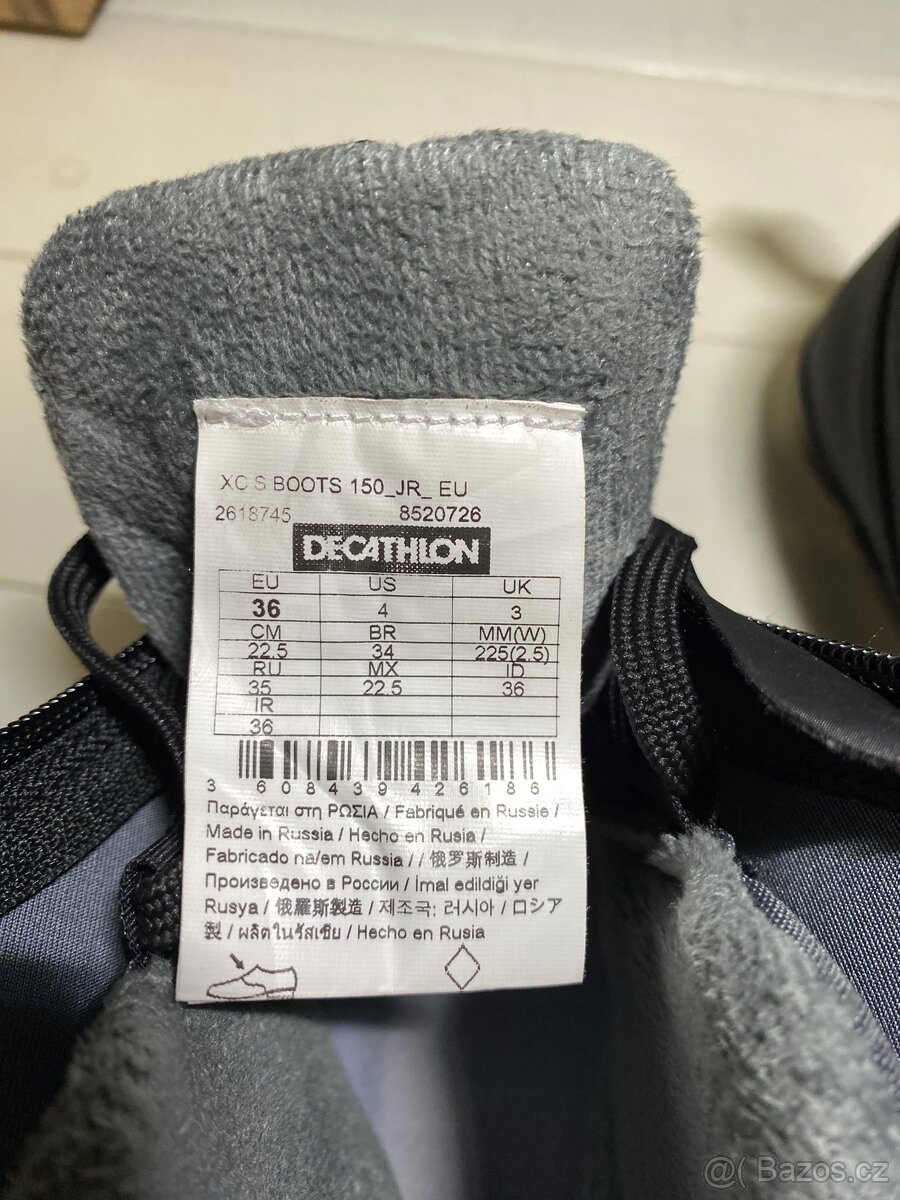 XC S BOOTS 150_JR_ EU
2618745 8520726
DECATHLON
EU US UK
36 4 3
CM BR MM(W)
22.5 34 225(2.5)
RU MX ID
35 22.5 36
IR
36
3 608439 426186
Παράγεται στη ΡΩΣΙΑ / Fabriqué en Russie /
Made in Russia / Hecho en Rusia /
Fabricado na/em Russia / / 俄罗斯制造 /
Произведено в России / İmal edildiği yer
Rusya / 俄羅斯製造 / 제조국: 러시아 / ロシア
製 / ผลิตในรัสเซีย / Hecho en Rusia
@( Bazos.cz